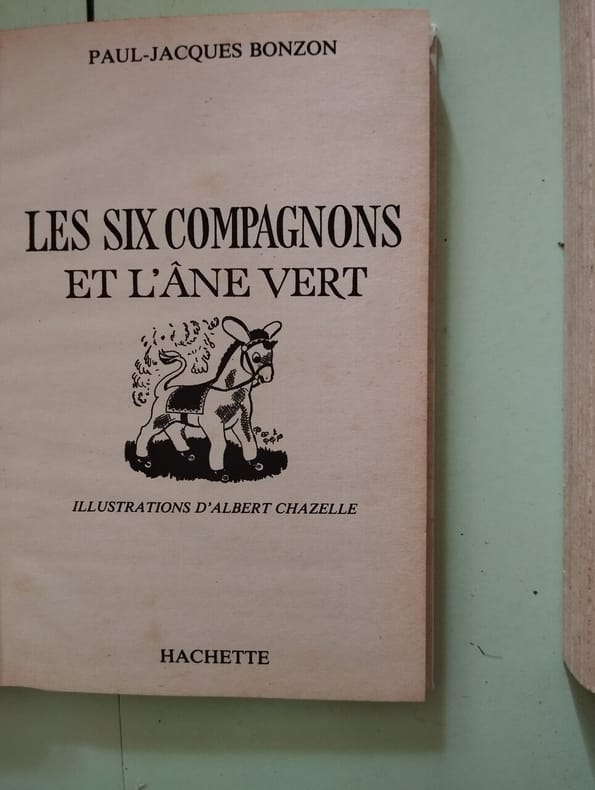 PAUL-JACQUES BONZON
LES SIX COMPAGNONS
ET L'ÂNE VERT
ILLUSTRATIONS D'ALBERT CHAZELLE
HACHETTE